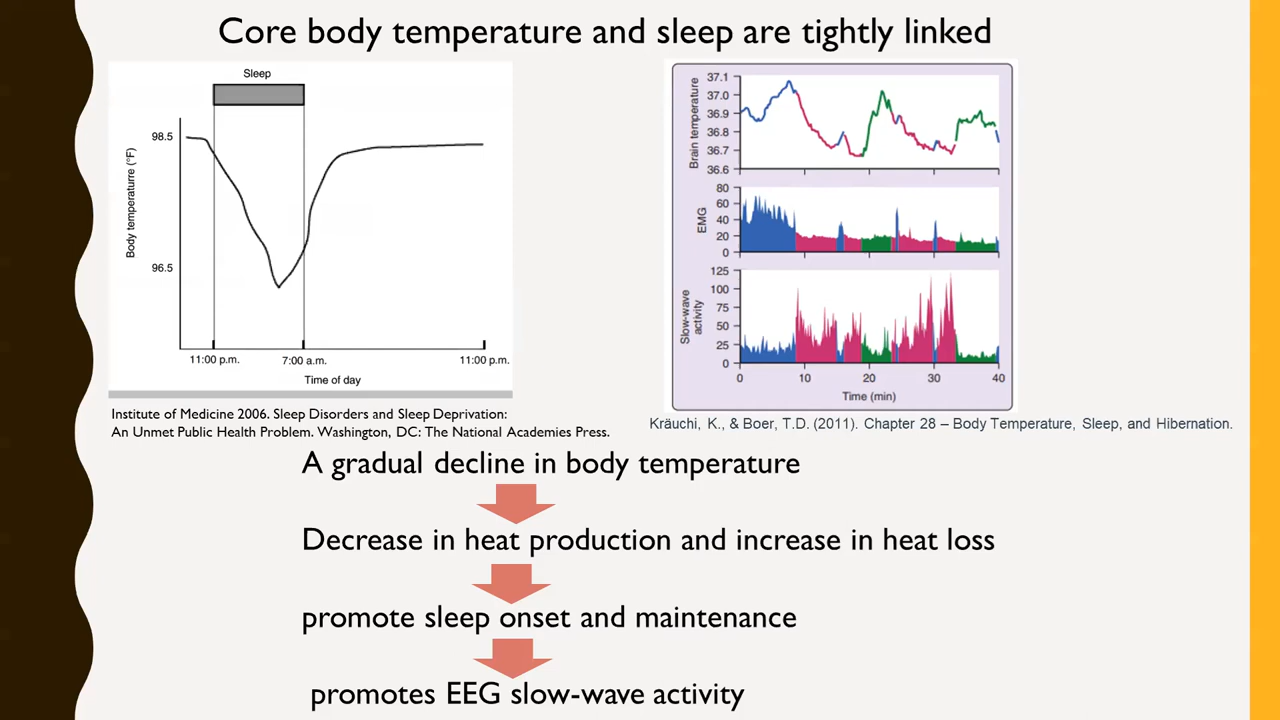 Core body temperature and sleep are tightly linked
Sleep
98.5
96.5
Body temperaturre (°F)
11:00 p.m.
7:00 a.m.
11:00 p.m.
Time of day
Institute of Medicine 2006. Sleep Disorders and Sleep Deprivation:
An Unmet Public Health Problem. Washington, DC: The National Academies Press.
Brain temperature
37.1
37.0
36.9
36.8
36.7
36.6
EMG
80
60
40
20
0
Slow-wave
activity
125
100
75
50
25
0
0
10
20
30
40
Time (min)
Kräuchi, K., & Boer, T.D. (2011). Chapter 28 – Body Temperature, Sleep, and Hibernation.
A gradual decline in body temperature
Decrease in heat production and increase in heat loss
promote sleep onset and maintenance
promotes EEG slow-wave activity